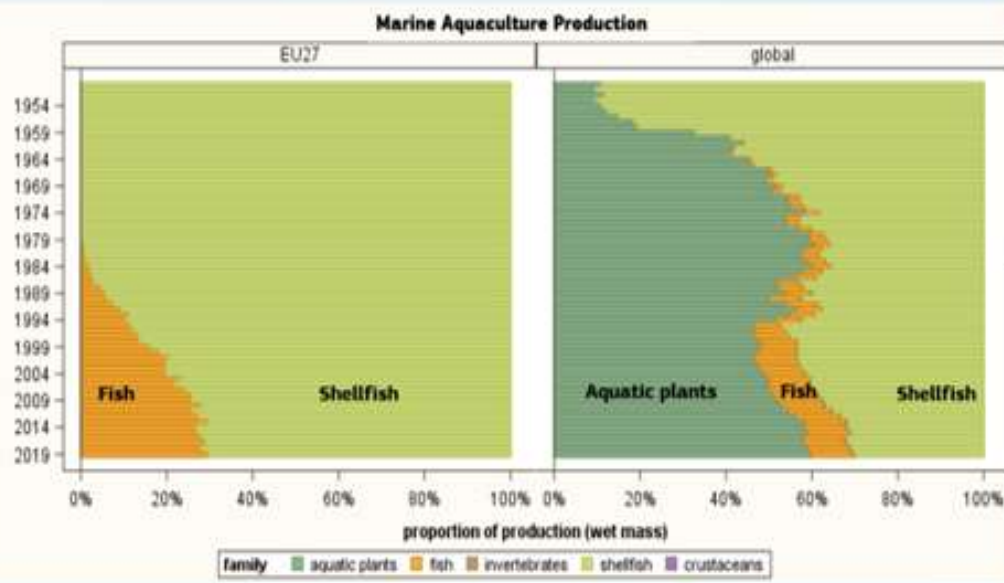 Marine Aquaculture Production
EU27 global
1954
1959
1964
1969
1974
1979
1984
1989
1994
1999
2004
2009
2014
2019
Fish Shellfish Aquatic plants Fish Shellfish
0% 20% 40% 60% 80% 100% 0% 20% 40% 60% 80% 100%
proportion of production (wet mass)
family aquatic plants fish invertebrates shellfish crustaceans